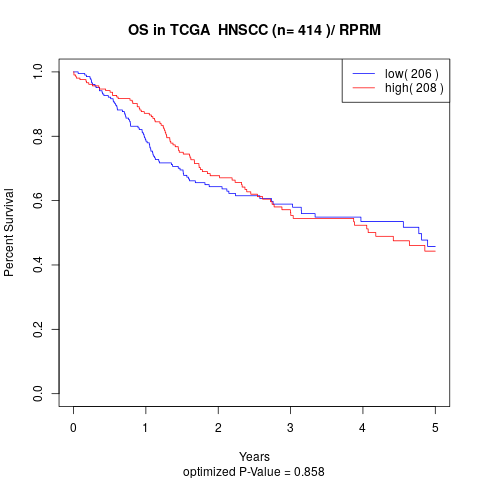 OS in TCGA  HNSCC (n= 414 )/ RPRM
low( 206 )
high( 208 )
Percent Survival
1.0
0.8
0.6
0.4
0.2
0.0
0 1 2 3 4 5
Years
optimized P-Value = 0.858